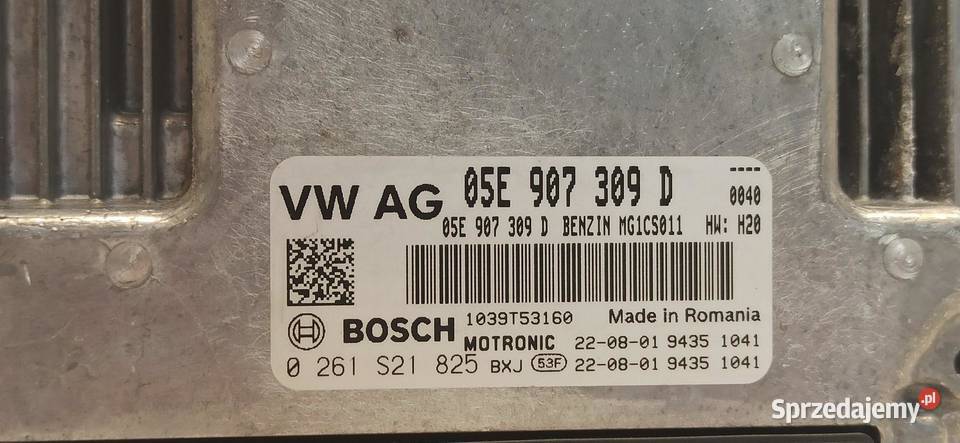 VW AG 05E 907 309 D ----
0040
05E 907 309 D BENZIN MG1CS011 HW: H20
BOSCH 1039T53160 Made in Romania
MOTRONIC 22-08-01 9435 1041
0 261 S21 825 BXJ 53F 22-08-01 9435 1041
Sprzedajemy.pl